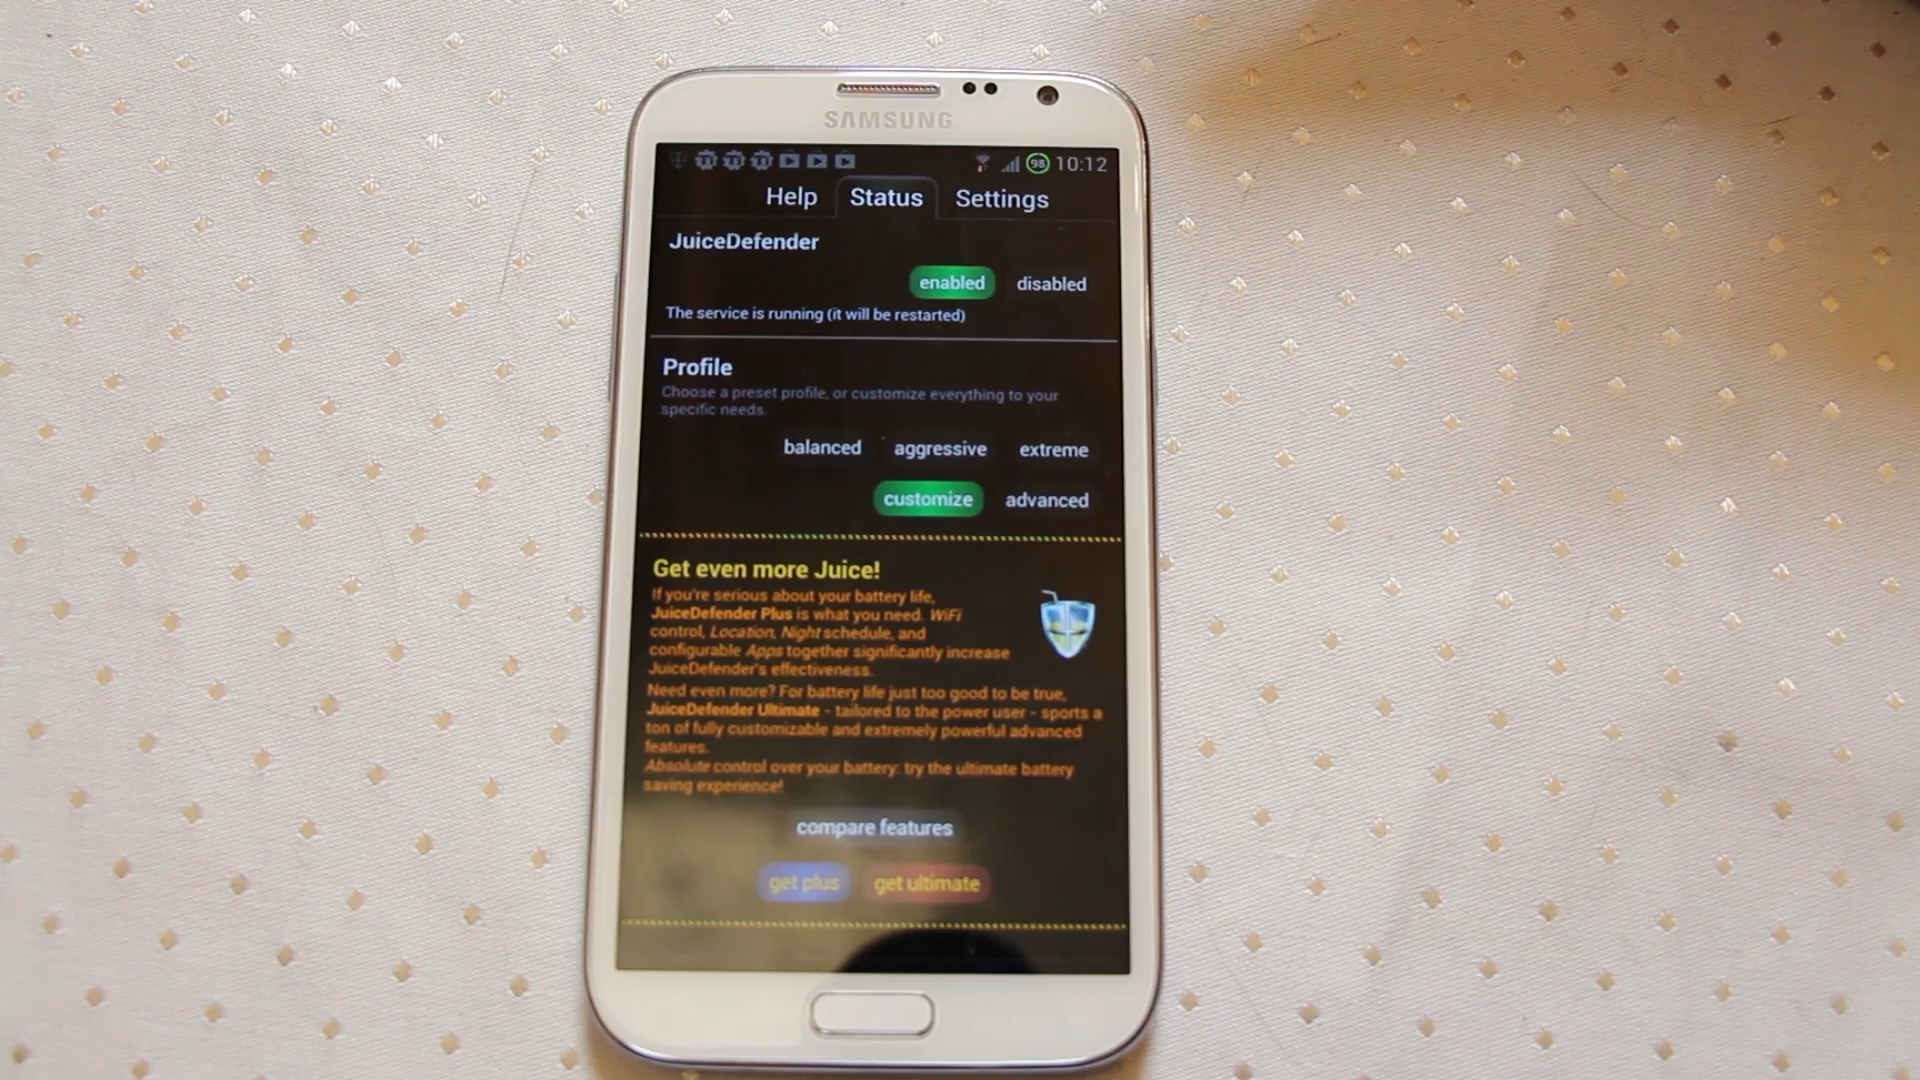 SAMSUNG
98 10:12
Help Status Settings
JuiceDefender
enabled disabled
The service is running (it will be restarted)
Profile
Choose a preset profile, or customize everything to your
specific needs.
balanced aggressive extreme
customize advanced
Get even more Juice!
If you're serious about your battery life,
JuiceDefender Plus is what you need. WiFi
control, Location, Night schedule, and
configurable Apps together significantly increase
JuiceDefender's effectiveness.
Need even more? For battery life just too good to be true,
JuiceDefender Ultimate - tailored to the power user - sports a
ton of fully customizable and extremely powerful advanced
features.
Absolute control over your battery: try the ultimate battery
saving experience!
compare features
get plus get ultimate